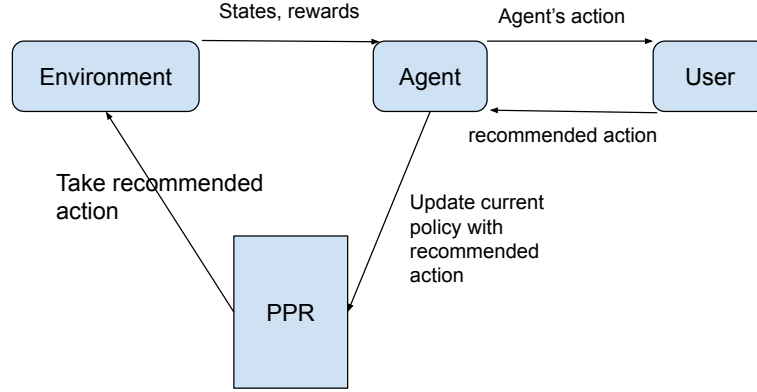 States, rewards
Agent's action
Environment
Agent
User
recommended action
Take recommended
action
Update current
policy with
recommended
action
PPR